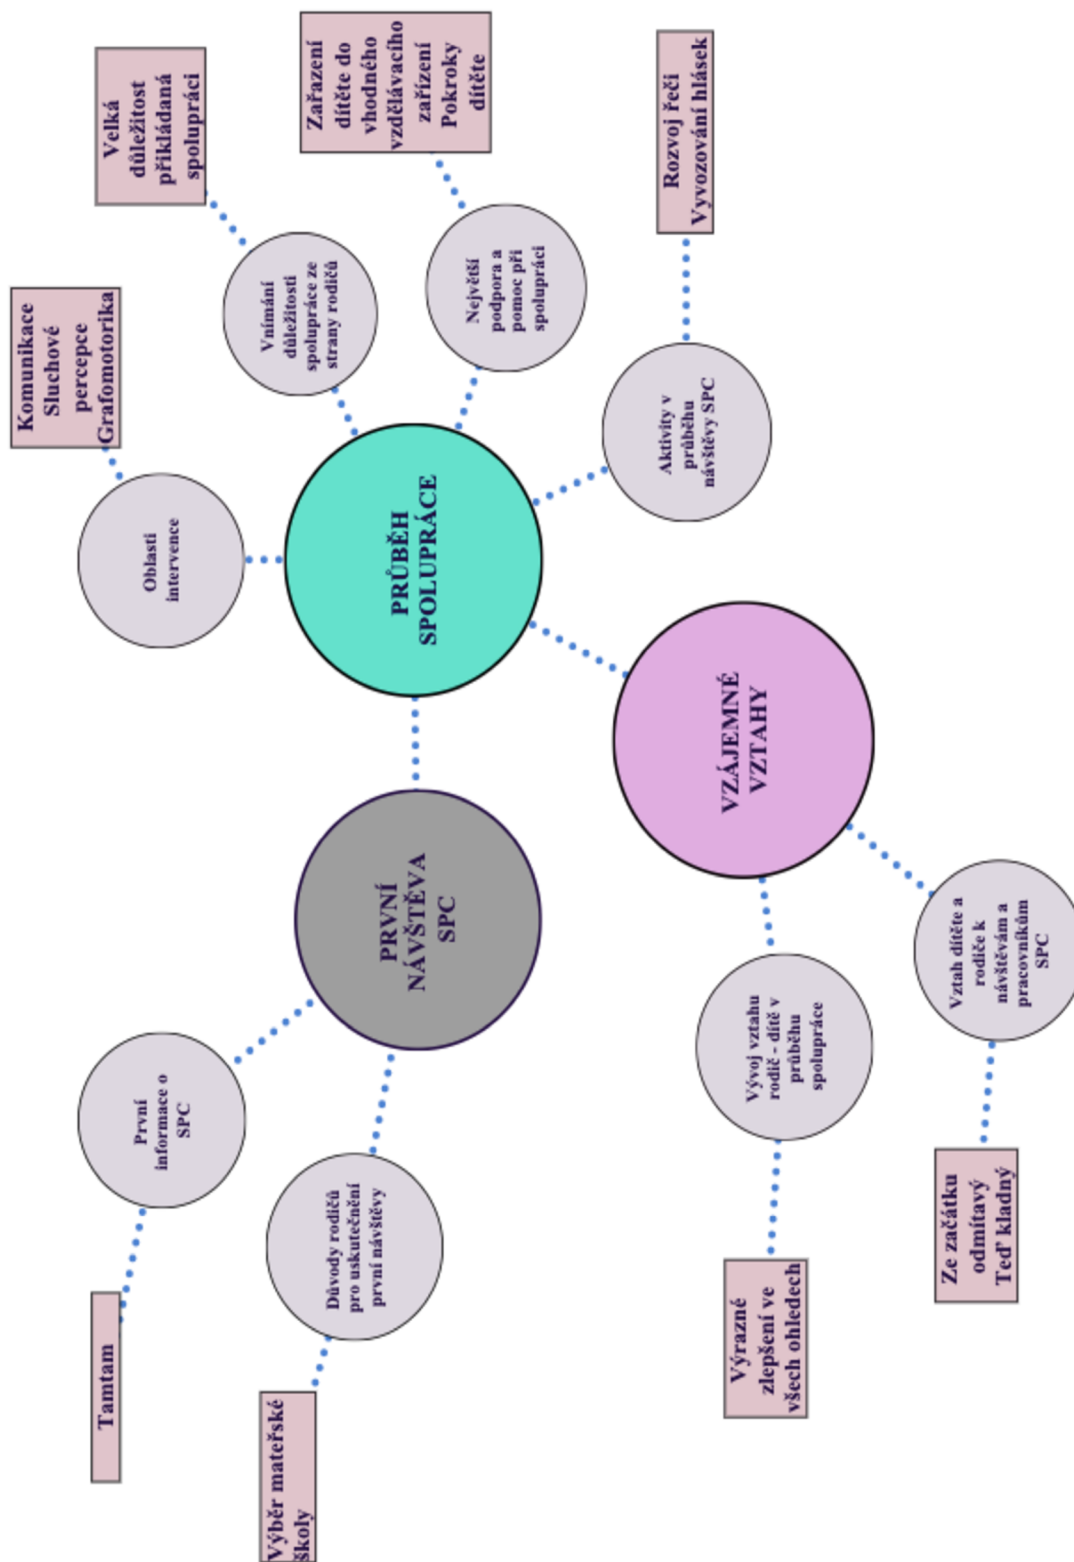 Tamtam
První
informace o
SPC
Výběr mateřské
školy
Důvody rodičů
pro uskutečnění
první návštěvy
PRVNÍ
NÁVŠTĚVA
SPC
Oblasti
intervence
Komunikace
Sluchové
percepce
Grafomotorika
Vnímání
důležitosti
spolupráce ze
strany rodičů
Velká
důležitost
přikládaná
spolupráci
PRŮBĚH
SPOLUPRÁCE
Největší
podpora a
pomoc při
spolupráci
Zařazení
dítěte do
vhodného
vzdělávacího
zařízení
Pokroky
dítěte
Aktivity v
průběhu
návštěvy SPC
Rozvoj řeči
Vyvozování hlásek
VZÁJEMNÉ
VZTAHY
Vývoj vztahu
rodič - dítě v
průběhu
spolupráce
Výrazné
zlepšení ve
všech ohledech
Vztah dítěte a
rodiče k
návštěvám a
pracovníkům
SPC
Ze začátku
odmítavý
Teď kladný